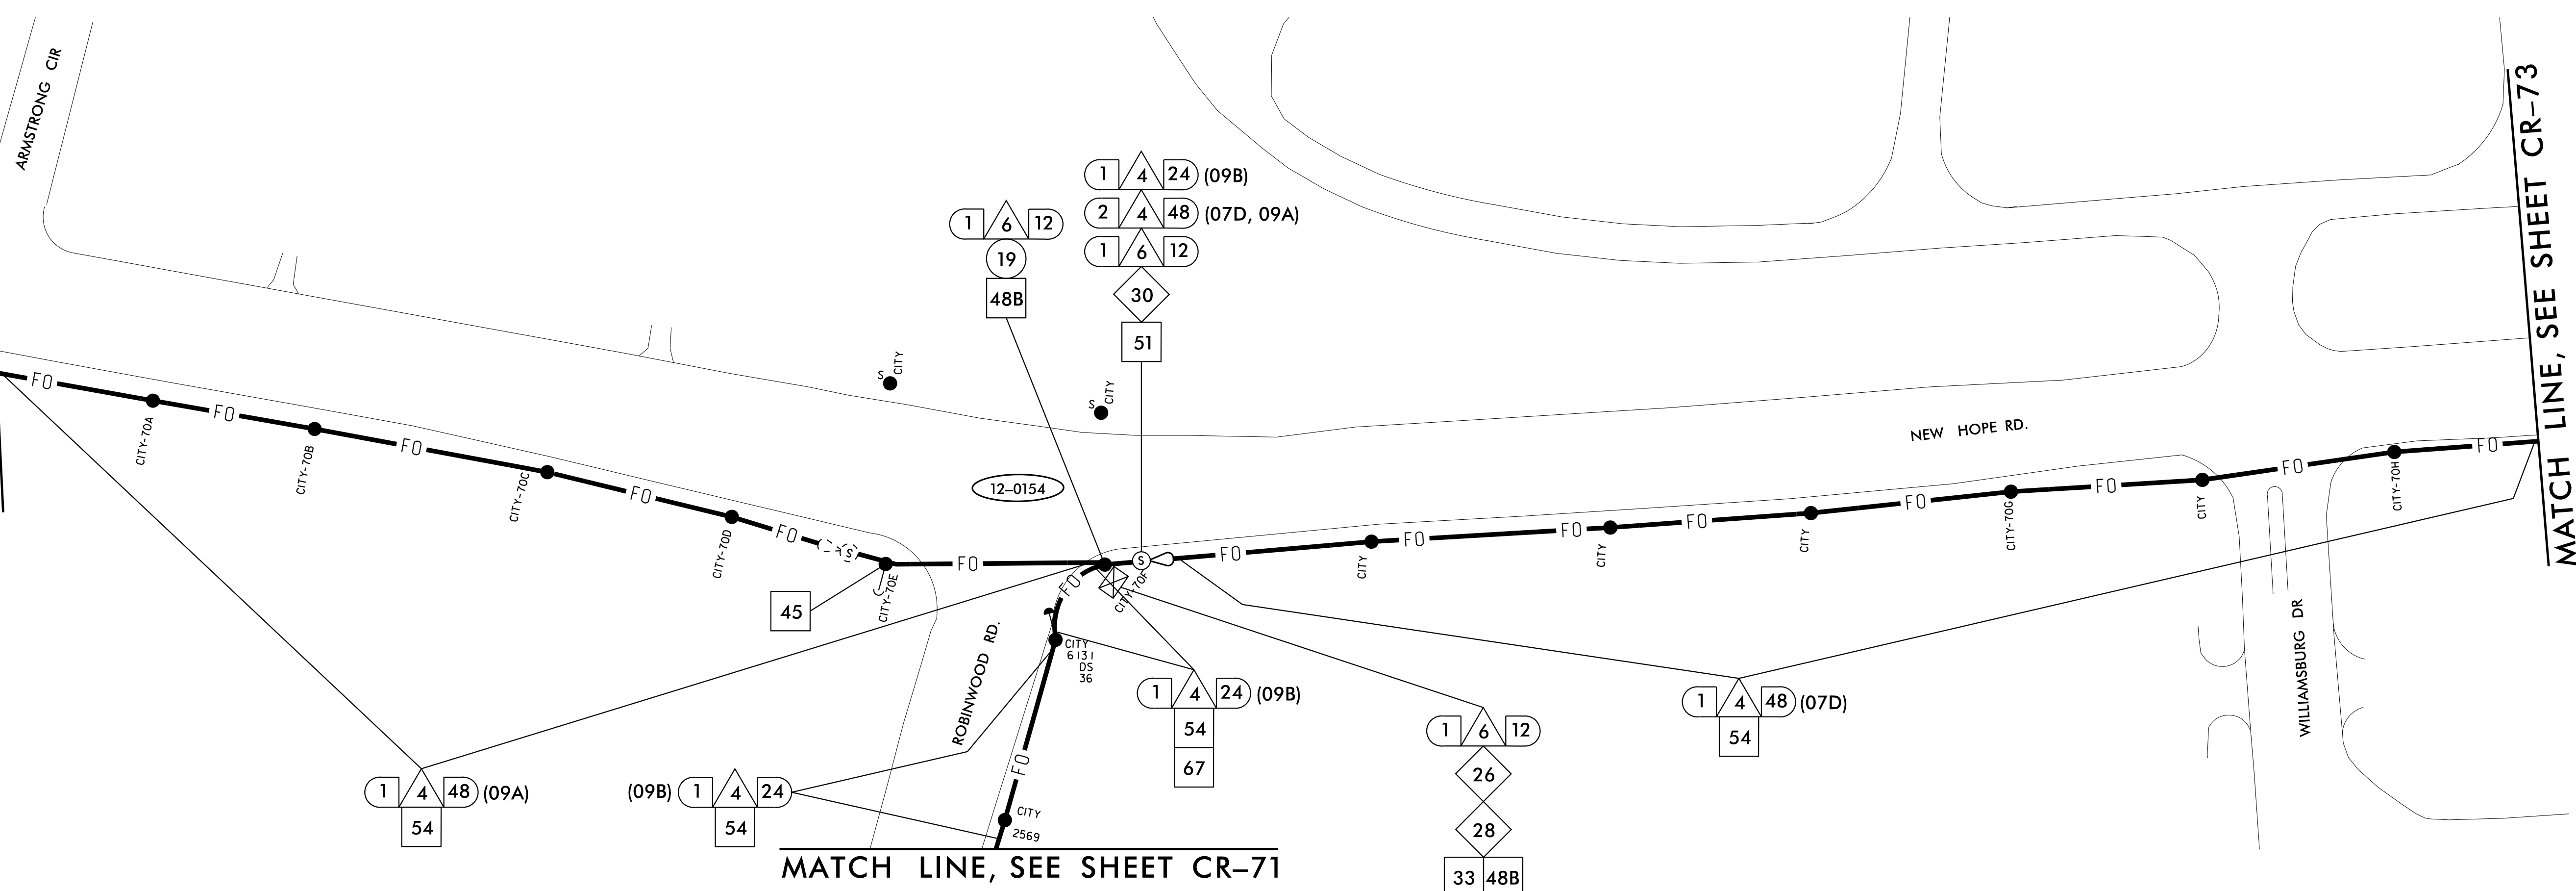 ARMSTRONG CIR
MATCH LINE, SEE SHEET CR–73
1 4 24 (09B)
2 4 48 (07D, 09A)
1 6 12
30
51
1 6 12
19
48B
S CITY
S CITY
NEW HOPE RD.
12–0154
FO
CITY-70A
FO
CITY-70B
FO
CITY-70C
FO
CITY-70D
FO
S
CITY-70E
45
FO
FO
S
CITY-70F
FO
CITY
FO
FO
CITY
FO
CITY
FO
CITY-70G
FO
CITY
FO
CITY-70H
FO
CITY
6131
DS
36
ROBINWOOD RD.
WILLIAMSBURG DR
1 4 24 (09B)
54
67
1 4 48 (07D)
54
1 6 12
26
28
33 48B
1 4 48 (09A)
54
(09B) 1 4 24
54
FO
CITY
2569
MATCH LINE, SEE SHEET CR–71